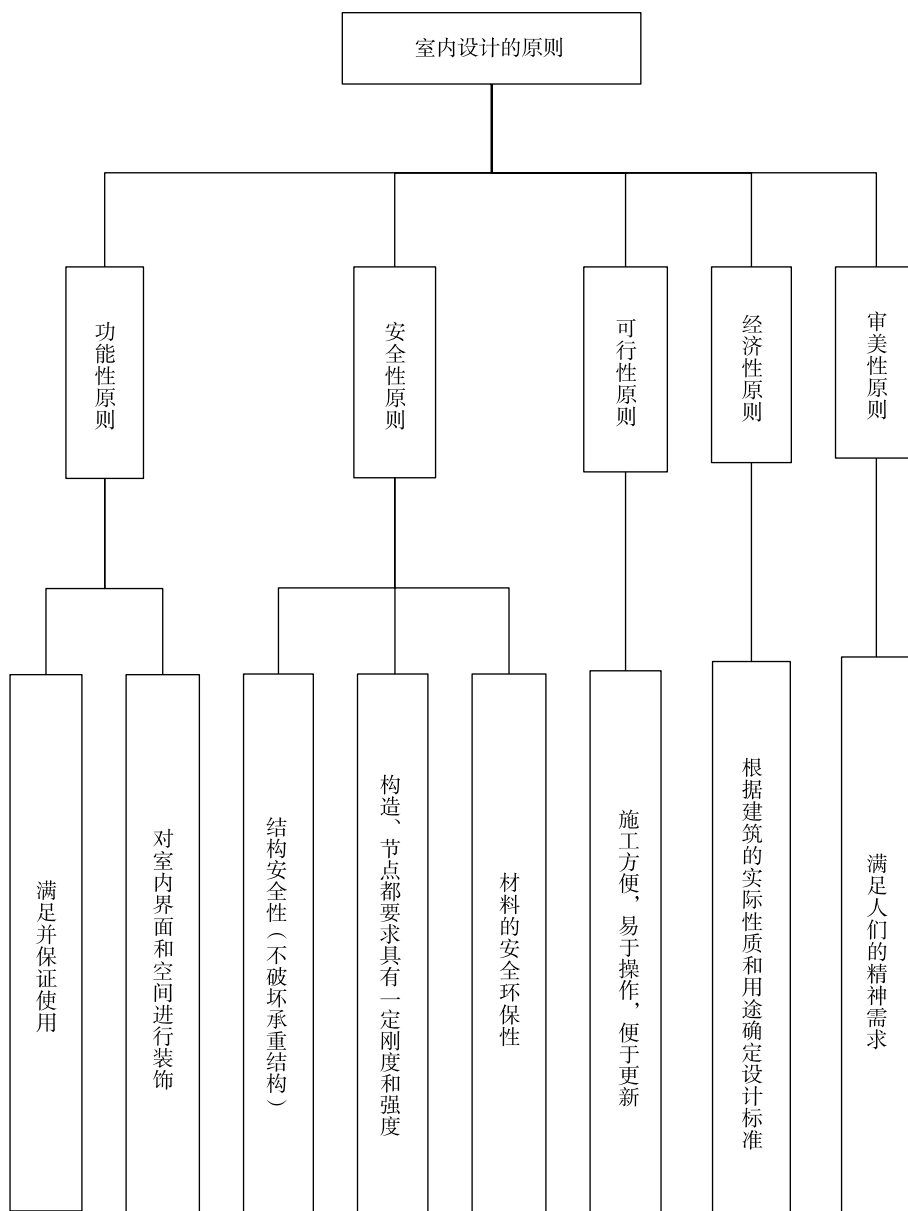 室内设计的原则
功能性原则
安全性原则
可行性原则
经济性原则
审美性原则
满足并保证使用
对室内界面和空间进行装饰
结构安全性（不破坏承重结构）
构造、节点都要求具有一定刚度和强度
材料的安全环保性
施工方便，易于操作，便于更新
根据建筑的实际性质和用途确定设计标准
满足人们的精神需求